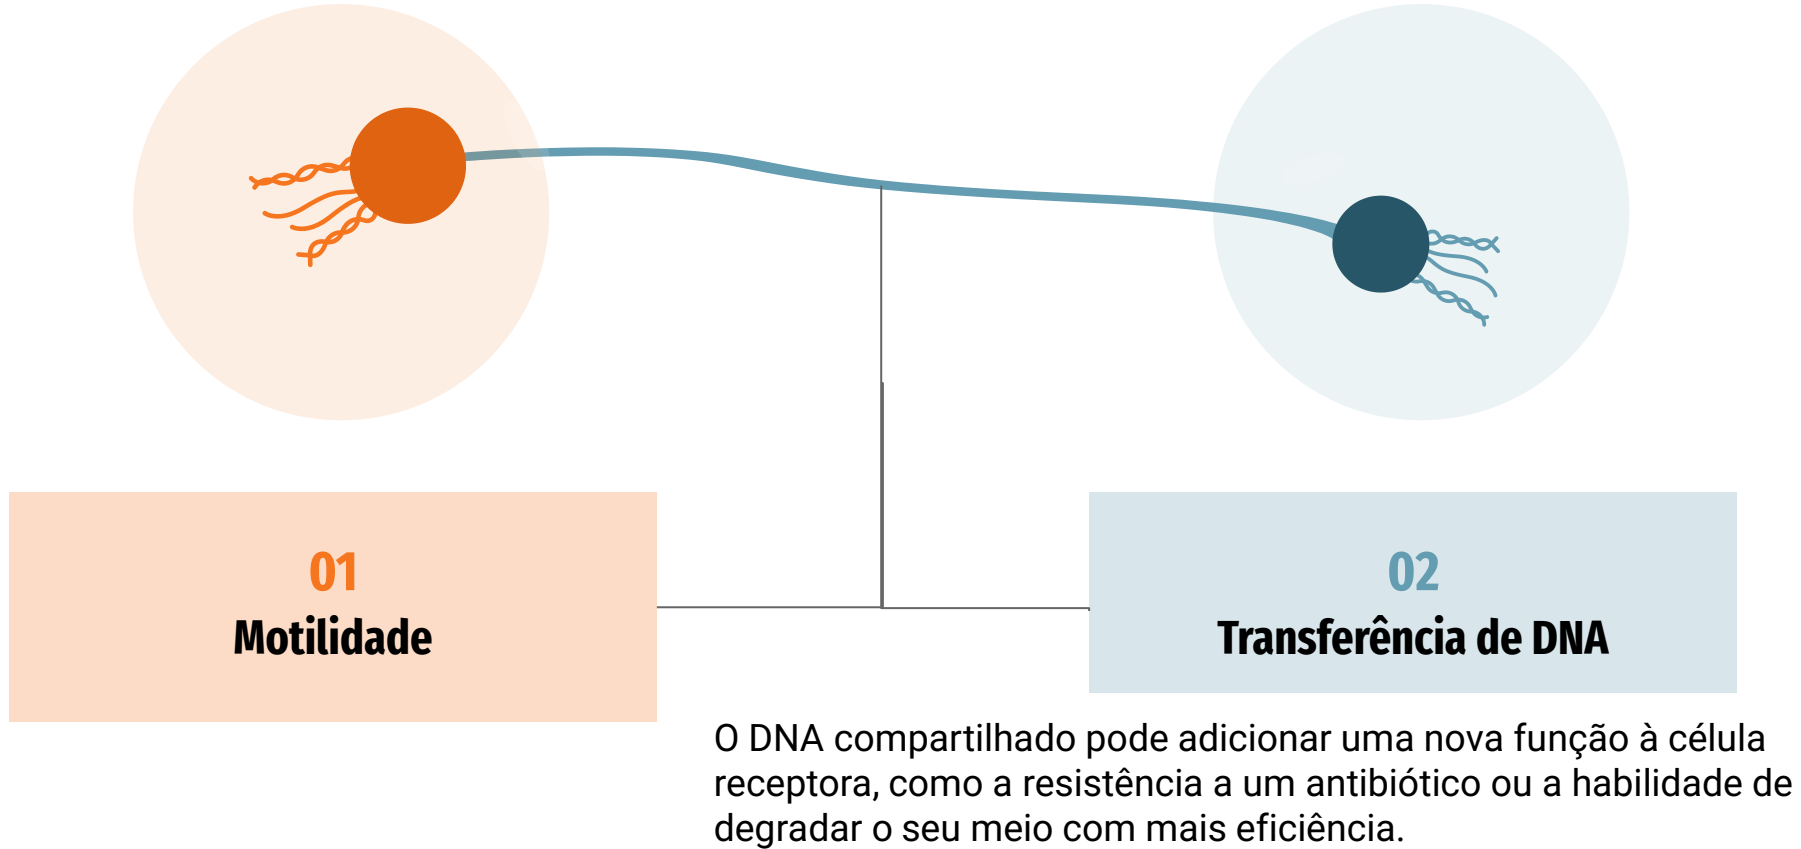 01
Motilidade
02
Transferência de DNA
O DNA compartilhado pode adicionar uma nova função à célula
receptora, como a resistência a um antibiótico ou a habilidade de
degradar o seu meio com mais eficiência.